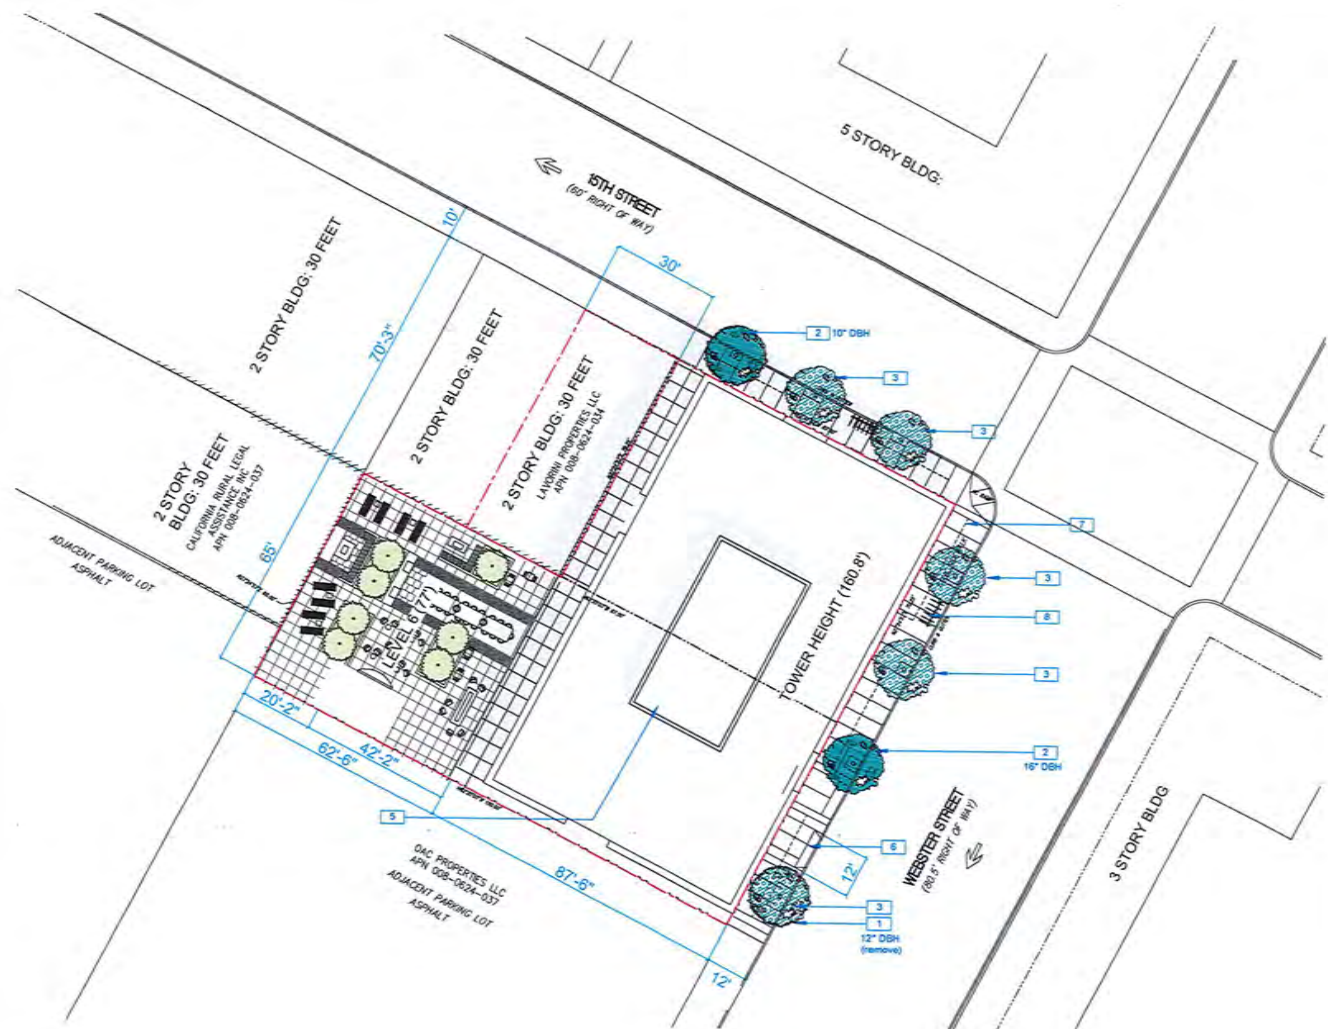 5 STORY BLDG:
15TH STREET
(60' RIGHT OF WAY)
10'
30'
2 STORY BLDG: 30 FEET
70'-3"
2 STORY BLDG: 30 FEET
2 STORY BLDG: 30 FEET
LAVORINI PROPERTIES LLC
APN 008-0624-034
2 10" DBH
3
3
2 STORY
BLDG: 30 FEET
CALIFORNIA RURAL LEGAL
ASSISTANCE INC
APN 008-0624-037
ADJACENT PARKING LOT
ASPHALT
65'
LEVEL 6 (77')
TOWER HEIGHT (160.8')
7
3
8
3
2
16" DBH
20'-2"
42'-2"
62'-6"
5
87'-6"
12'
6
12'
3
1
12" DBH
(remove)
WEBSTER STREET
(80.5' RIGHT OF WAY)
3 STORY BLDG
OAC PROPERTIES LLC
APN 008-0624-037
ADJACENT PARKING LOT
ASPHALT